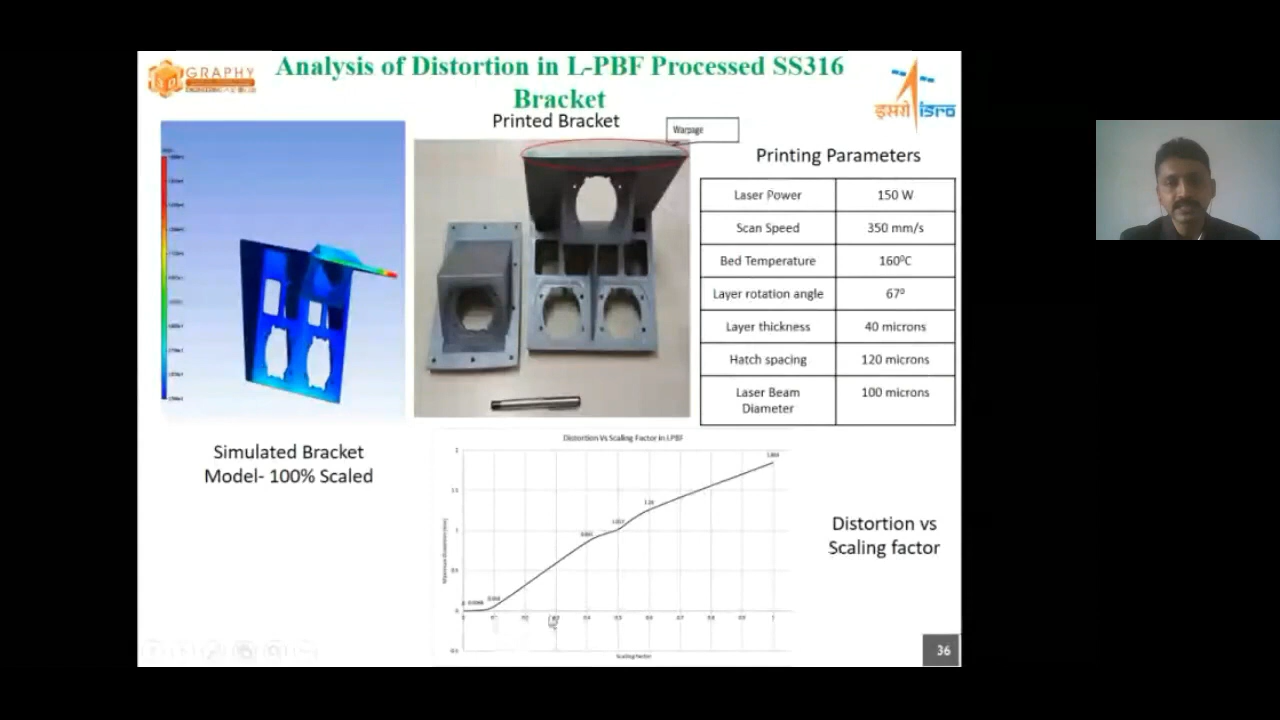 GRAPHY
Analysis of Distortion in L-PBF Processed SS316
Bracket
इसरो isro
Printed Bracket
Warpage
Printing Parameters
Laser Power 150 W
Scan Speed 350 mm/s
Bed Temperature 160⁰C
Layer rotation angle 67⁰
Layer thickness 40 microns
Hatch spacing 120 microns
Laser Beam
Diameter 100 microns
Simulated Bracket
Model- 100% Scaled
Distortion Vs Scaling Factor in LPBF
Scaling factor
Distortion vs
Scaling factor
36